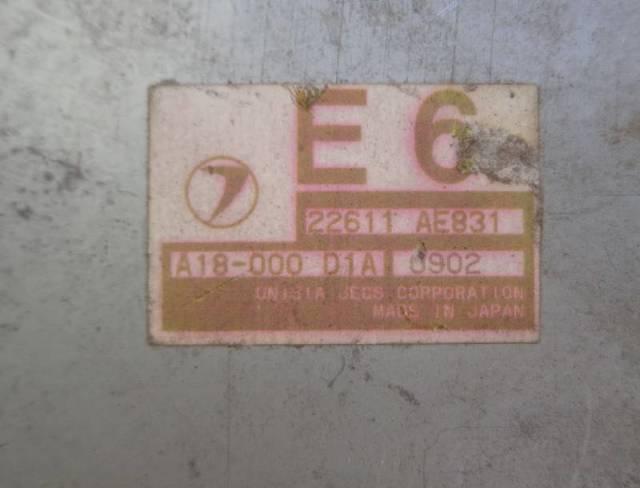 E 6
22611 AE831
A18-000 D1A 0902
UNISIA JECS CORPORATION
MADE IN JAPAN